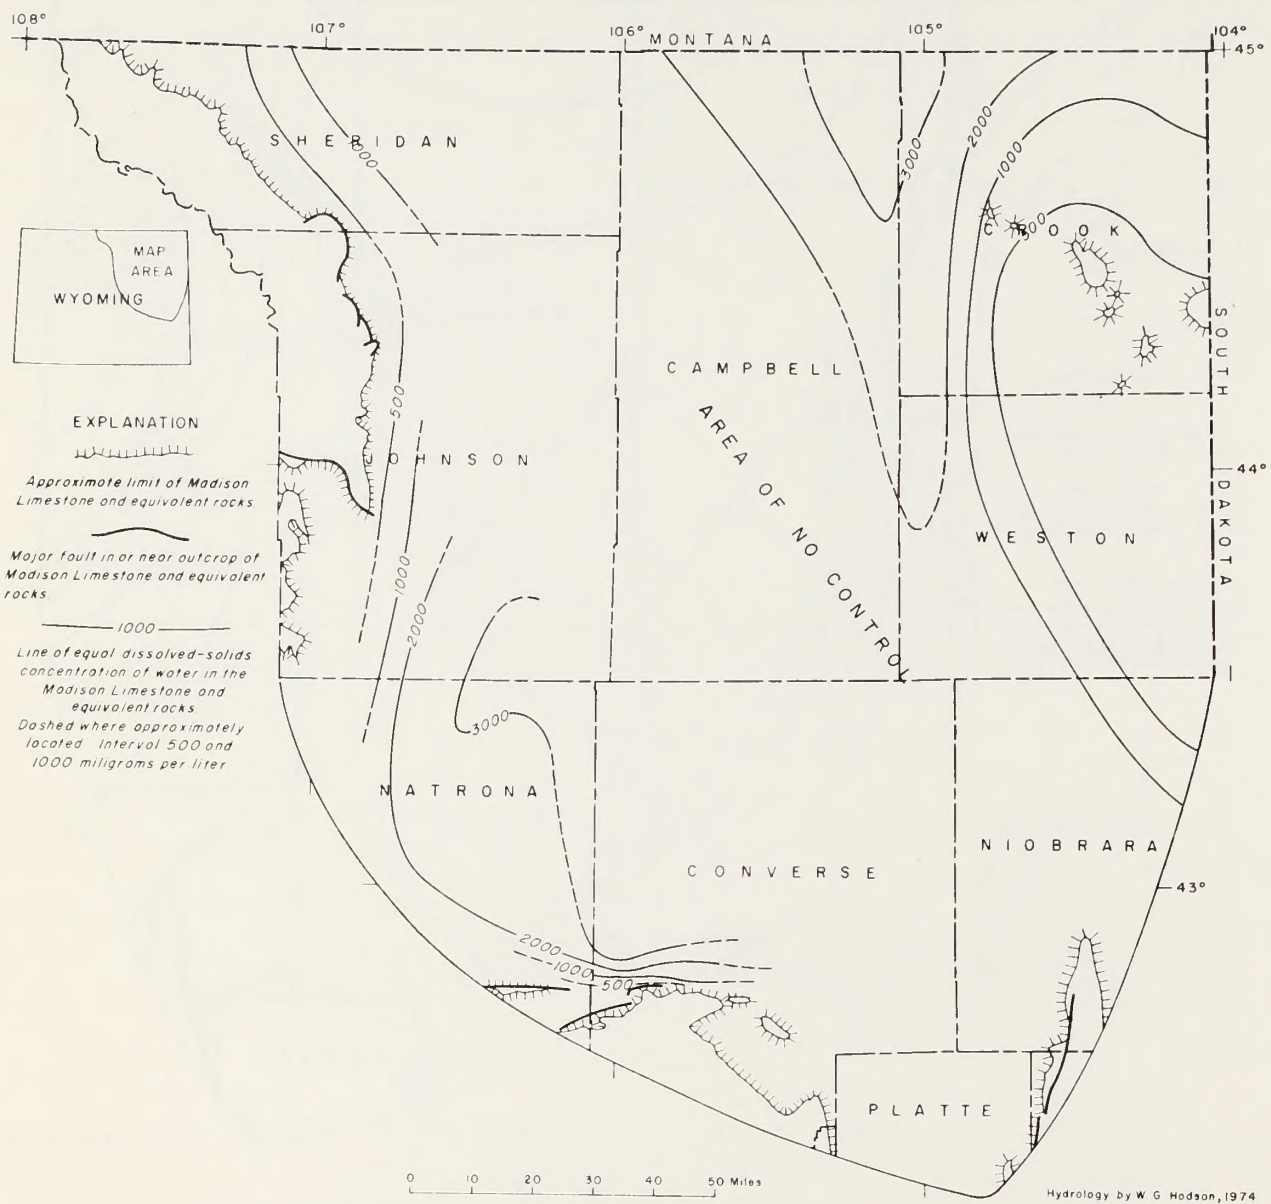 108°
107°
106°
MONTANA
105°
104°
45°
SHERIDAN
1000
3000
2000
1000
500
CROOK
MAP
AREA
WYOMING
SOUTH
DAKOTA
CAMPBELL
500
EXPLANATION
Approximate limit of Madison
Limestone and equivalent rocks.
JOHNSON
AREA OF NO CONTROL
44°
WESTON
Major fault in or near outcrop of
Madison Limestone and equivalent
rocks.
1000
2000
1000
Line of equal dissolved-solids
concentration of water in the
Madison Limestone and
equivalent rocks
Dashed where approximately
located. Interval 500 and
1000 miligrams per liter
3000
NATRONA
NIOBRARA
CONVERSE
43°
2000
1000
500
PLATTE
0 10 20 30 40 50 Miles
Hydrology by W G Hodson, 1974